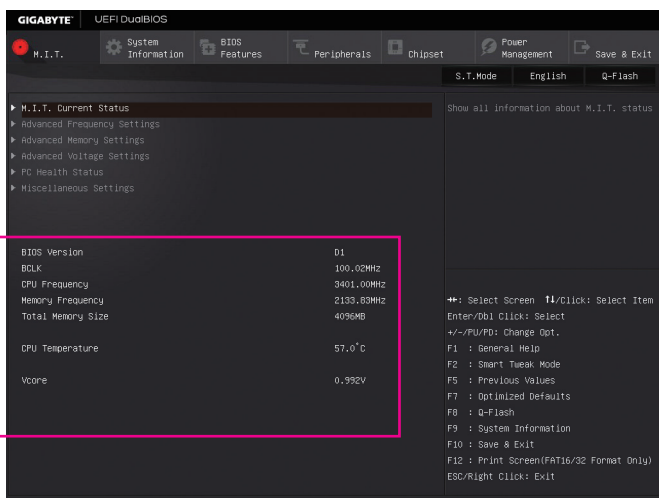 GIGABYTE™ UEFI DualBIOS
M.I.T.
System Information
BIOS Features
Peripherals
Chipset
Power Management
Save & Exit
S.T.Mode English Q-Flash
M.I.T. Current Status
Advanced Frequency Settings
Advanced Memory Settings
Advanced Voltage Settings
PC Health Status
Miscellaneous Settings
Show all information about M.I.T. status
BIOS Version D1
BCLK 100.02MHz
CPU Frequency 3401.00MHz
Memory Frequency 2133.83MHz
Total Memory Size 4096MB
CPU Temperature 57.0°C
Vcore 0.992V
→←: Select Screen ↑↓/Click: Select Item
Enter/Dbl Click: Select
+/-/PU/PD: Change Opt.
F1 : General Help
F2 : Smart Tweak Mode
F5 : Previous Values
F7 : Optimized Defaults
F8 : Q-Flash
F9 : System Information
F10 : Save & Exit
F12 : Print Screen(FAT16/32 Format Only)
ESC/Right Click: Exit